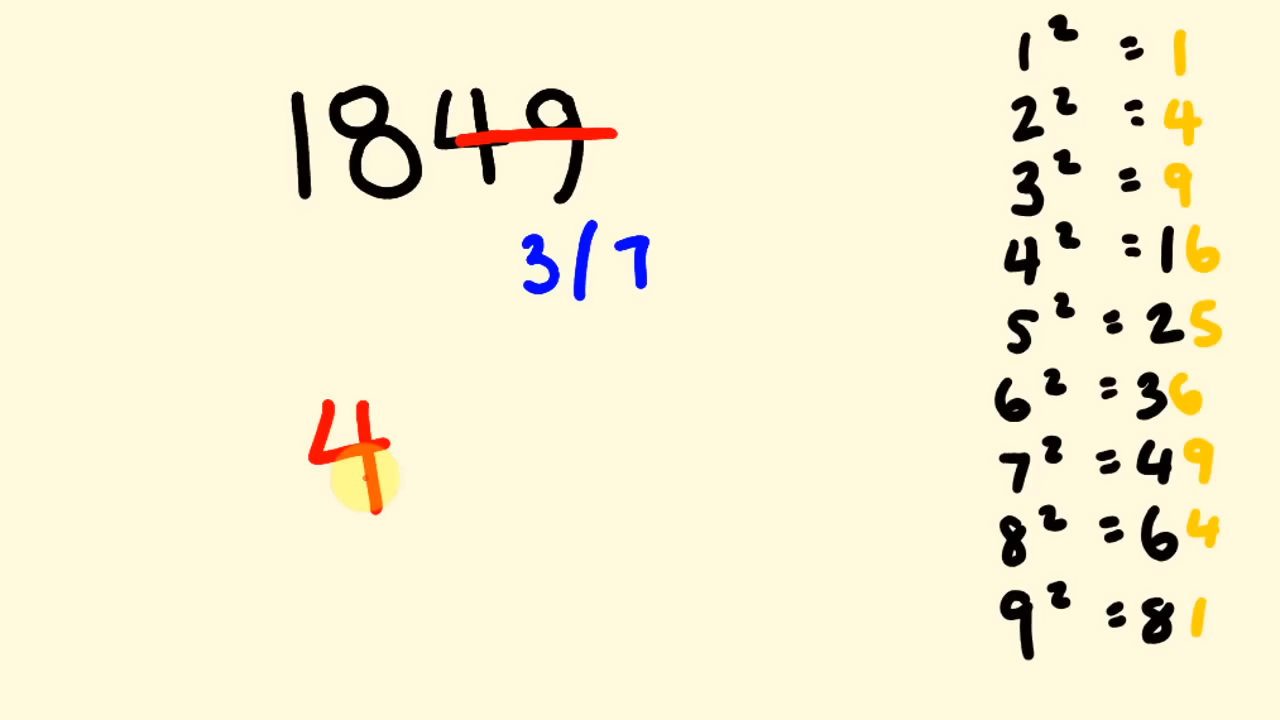 1849
3/7
4
1² = 1
2² = 4
3² = 9
4² = 16
5² = 25
6² = 36
7² = 49
8² = 64
9² = 81